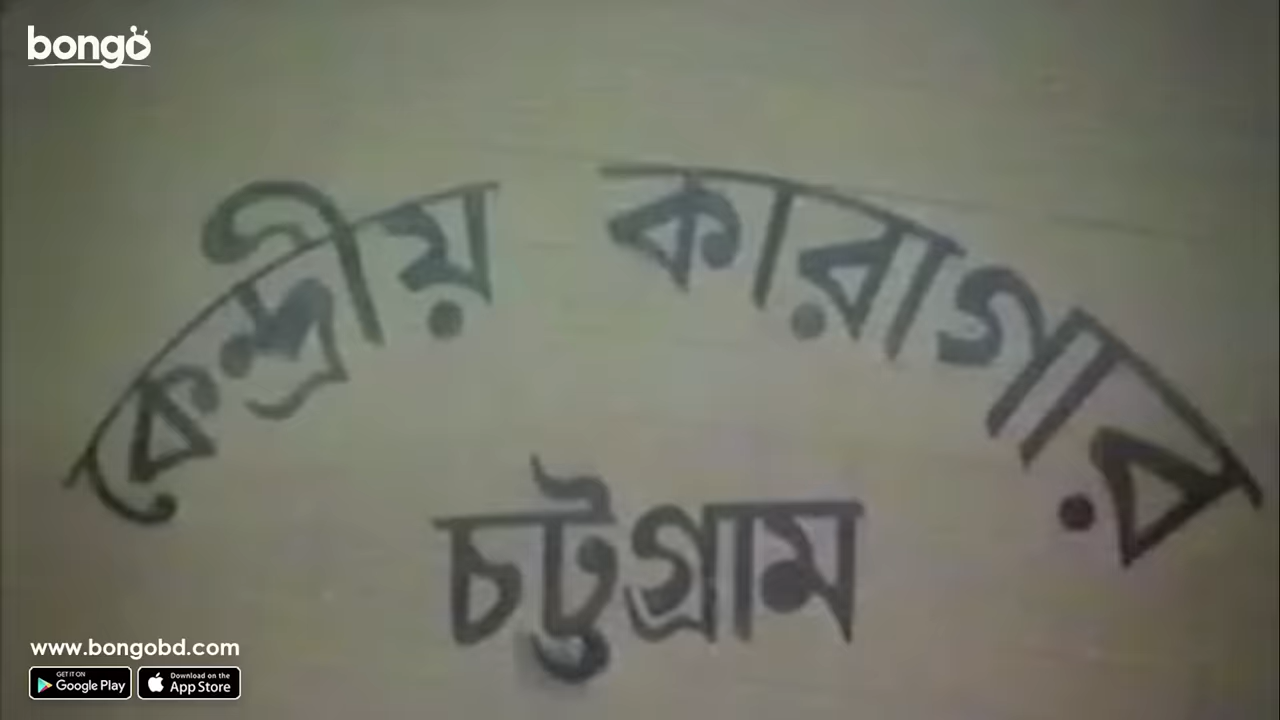 bongo
কেন্দ্রীয় কারাগার
চট্টগ্রাম
www.bongobd.com
GET IT ON
Google Play
Download on the
App Store